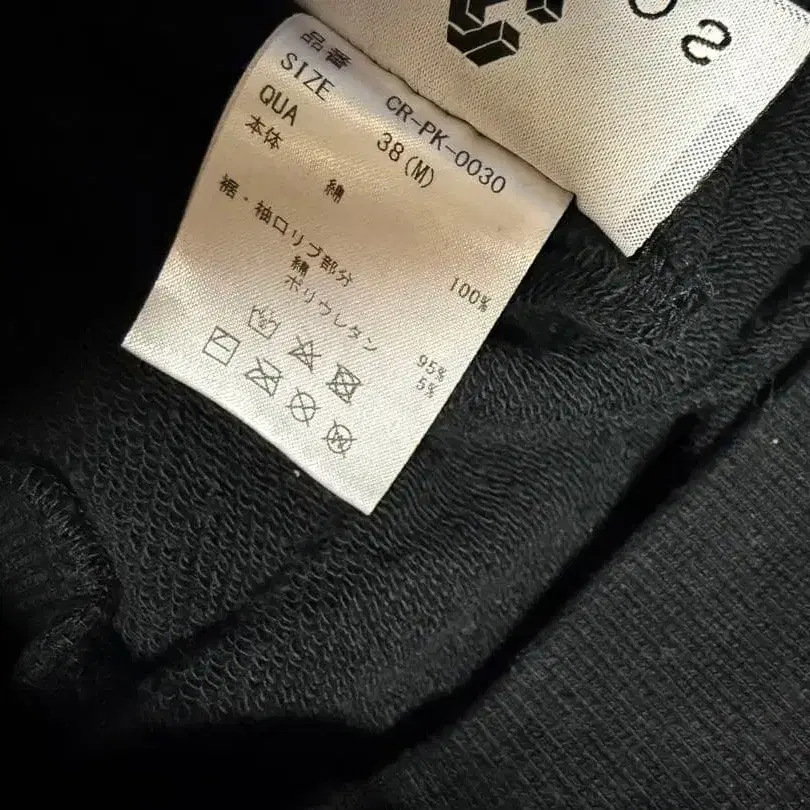 OS
品番 CR-PK-0030
SIZE 38(M)
QUA
本体
綿 100%
裾・袖口リブ部分
綿 95%
ポリウレタン 5%